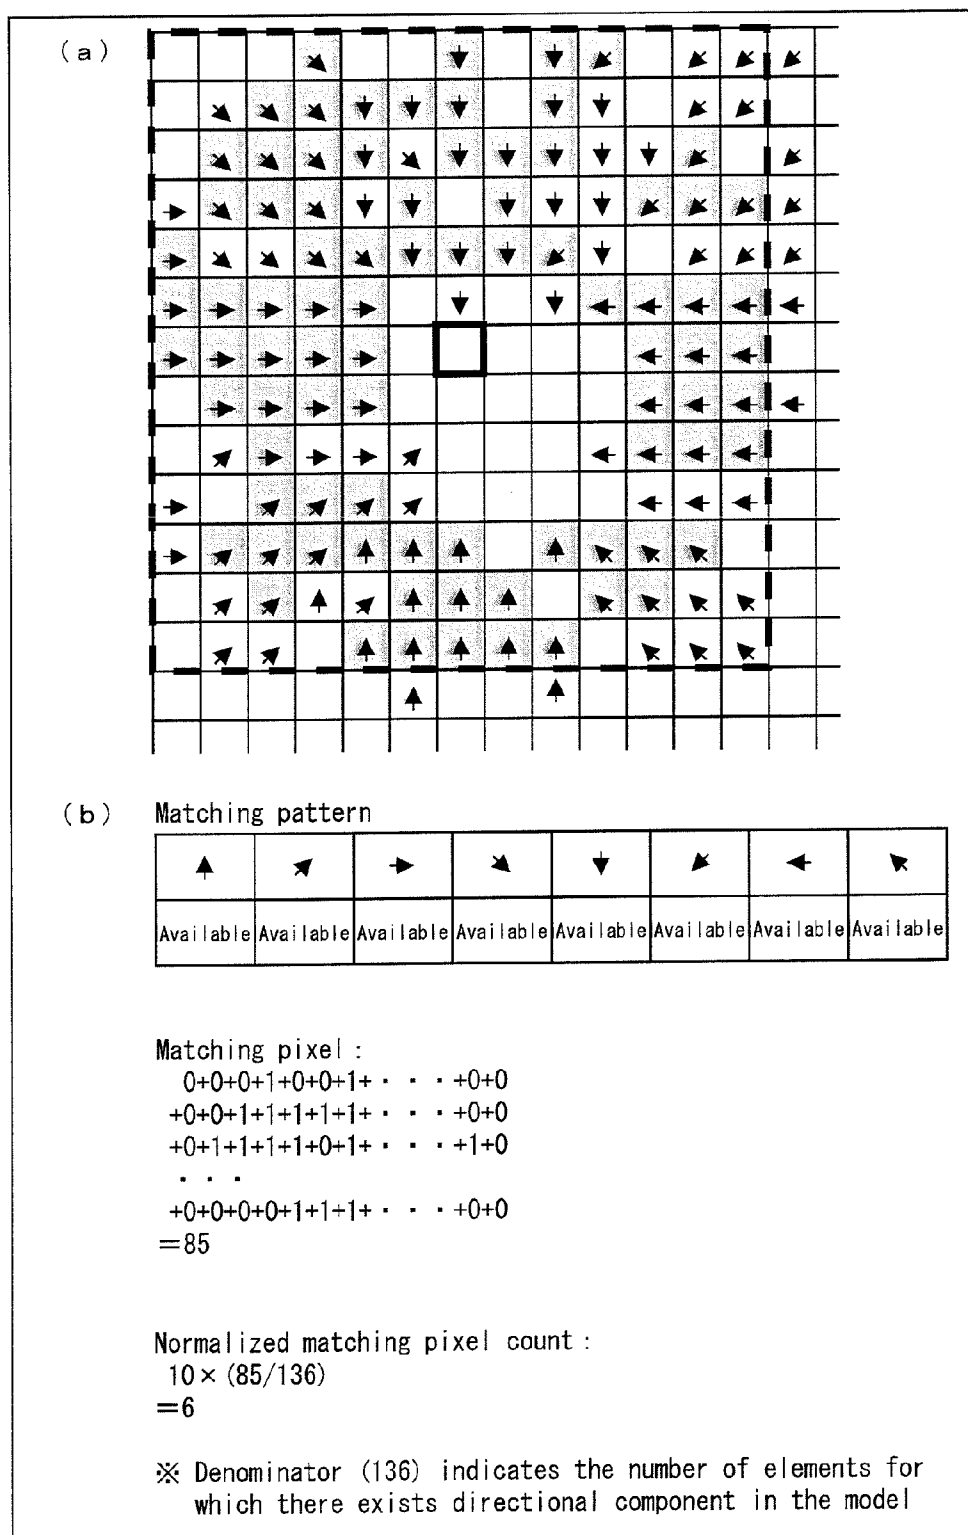 (a)
(b) Matching pattern
Available Available Available Available Available Available Available Available
Matching pixel :
0+0+0+1+0+0+1+・・・+0+0
+0+0+1+1+1+1+1+・・・+0+0
+0+1+1+1+1+0+1+・・・+1+0
・・・
+0+0+0+0+1+1+1+・・・+0+0
=85
Normalized matching pixel count :
10×(85/136)
=6
※ Denominator (136) indicates the number of elements for
which there exists directional component in the model